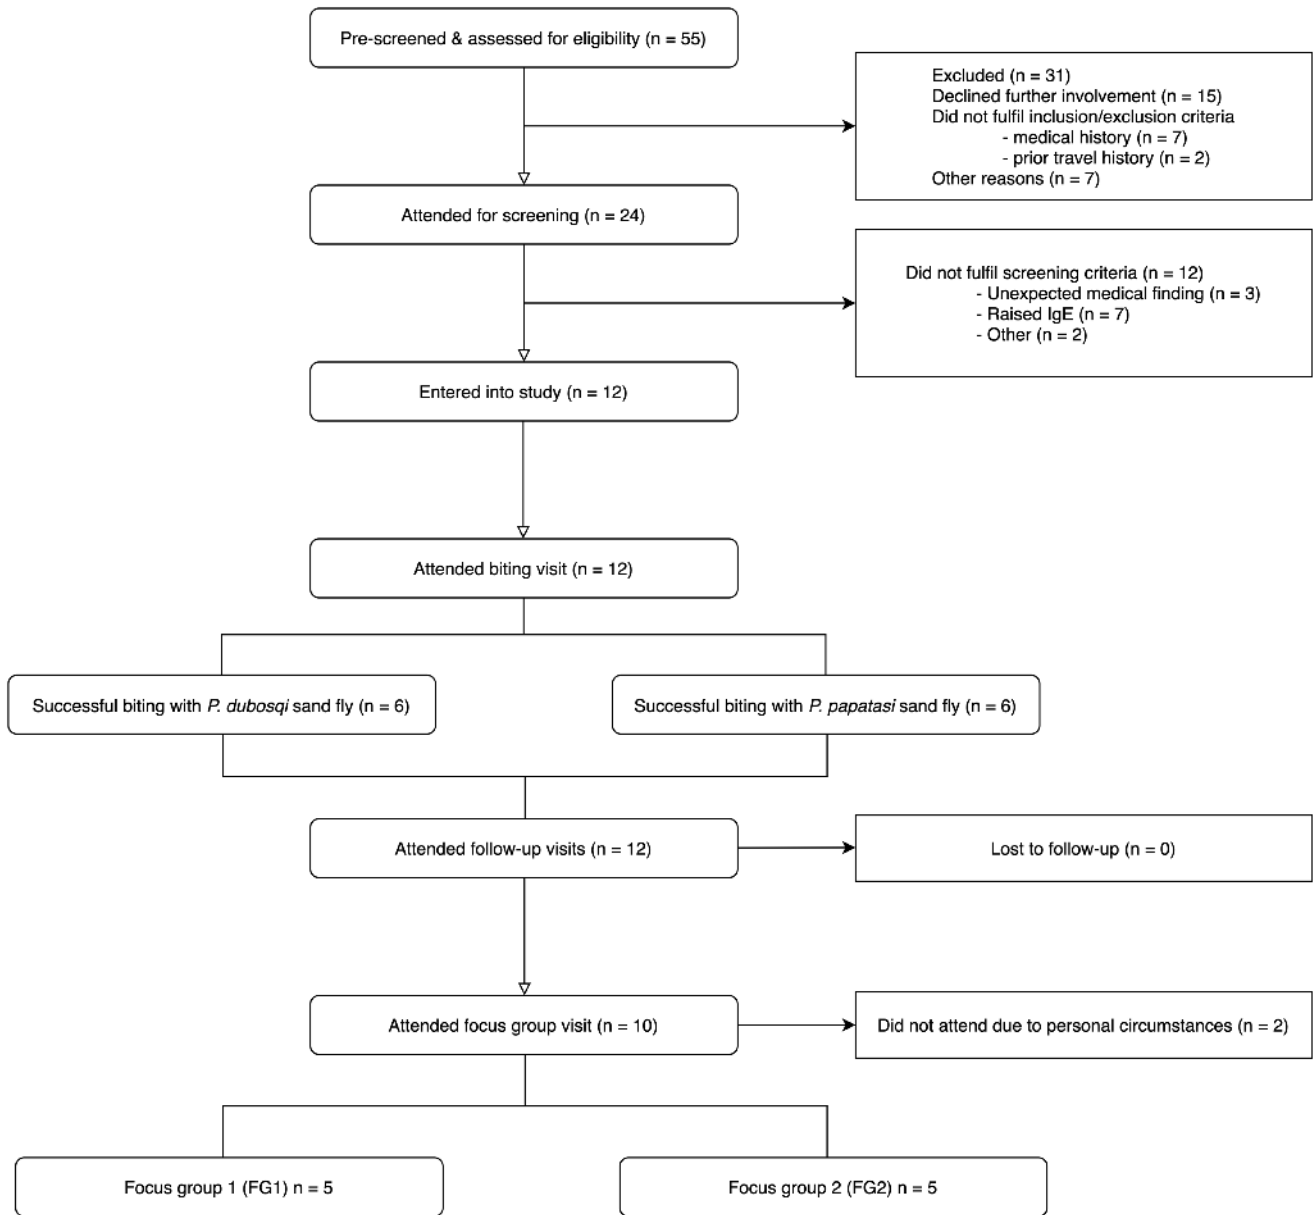 Pre-screened & assessed for eligibility (n = 55)
Excluded (n = 31)
Declined further involvement (n = 15)
Did not fulfil inclusion/exclusion criteria
- medical history (n = 7)
- prior travel history (n = 2)
Other reasons (n = 7)
Attended for screening (n = 24)
Did not fulfil screening criteria (n = 12)
- Unexpected medical finding (n = 3)
- Raised IgE (n = 7)
- Other (n = 2)
Entered into study (n = 12)
Attended biting visit (n = 12)
Successful biting with P. dubosqi sand fly (n = 6)
Successful biting with P. papatasi sand fly (n = 6)
Attended follow-up visits (n = 12)
Lost to follow-up (n = 0)
Attended focus group visit (n = 10)
Did not attend due to personal circumstances (n = 2)
Focus group 1 (FG1) n = 5
Focus group 2 (FG2) n = 5